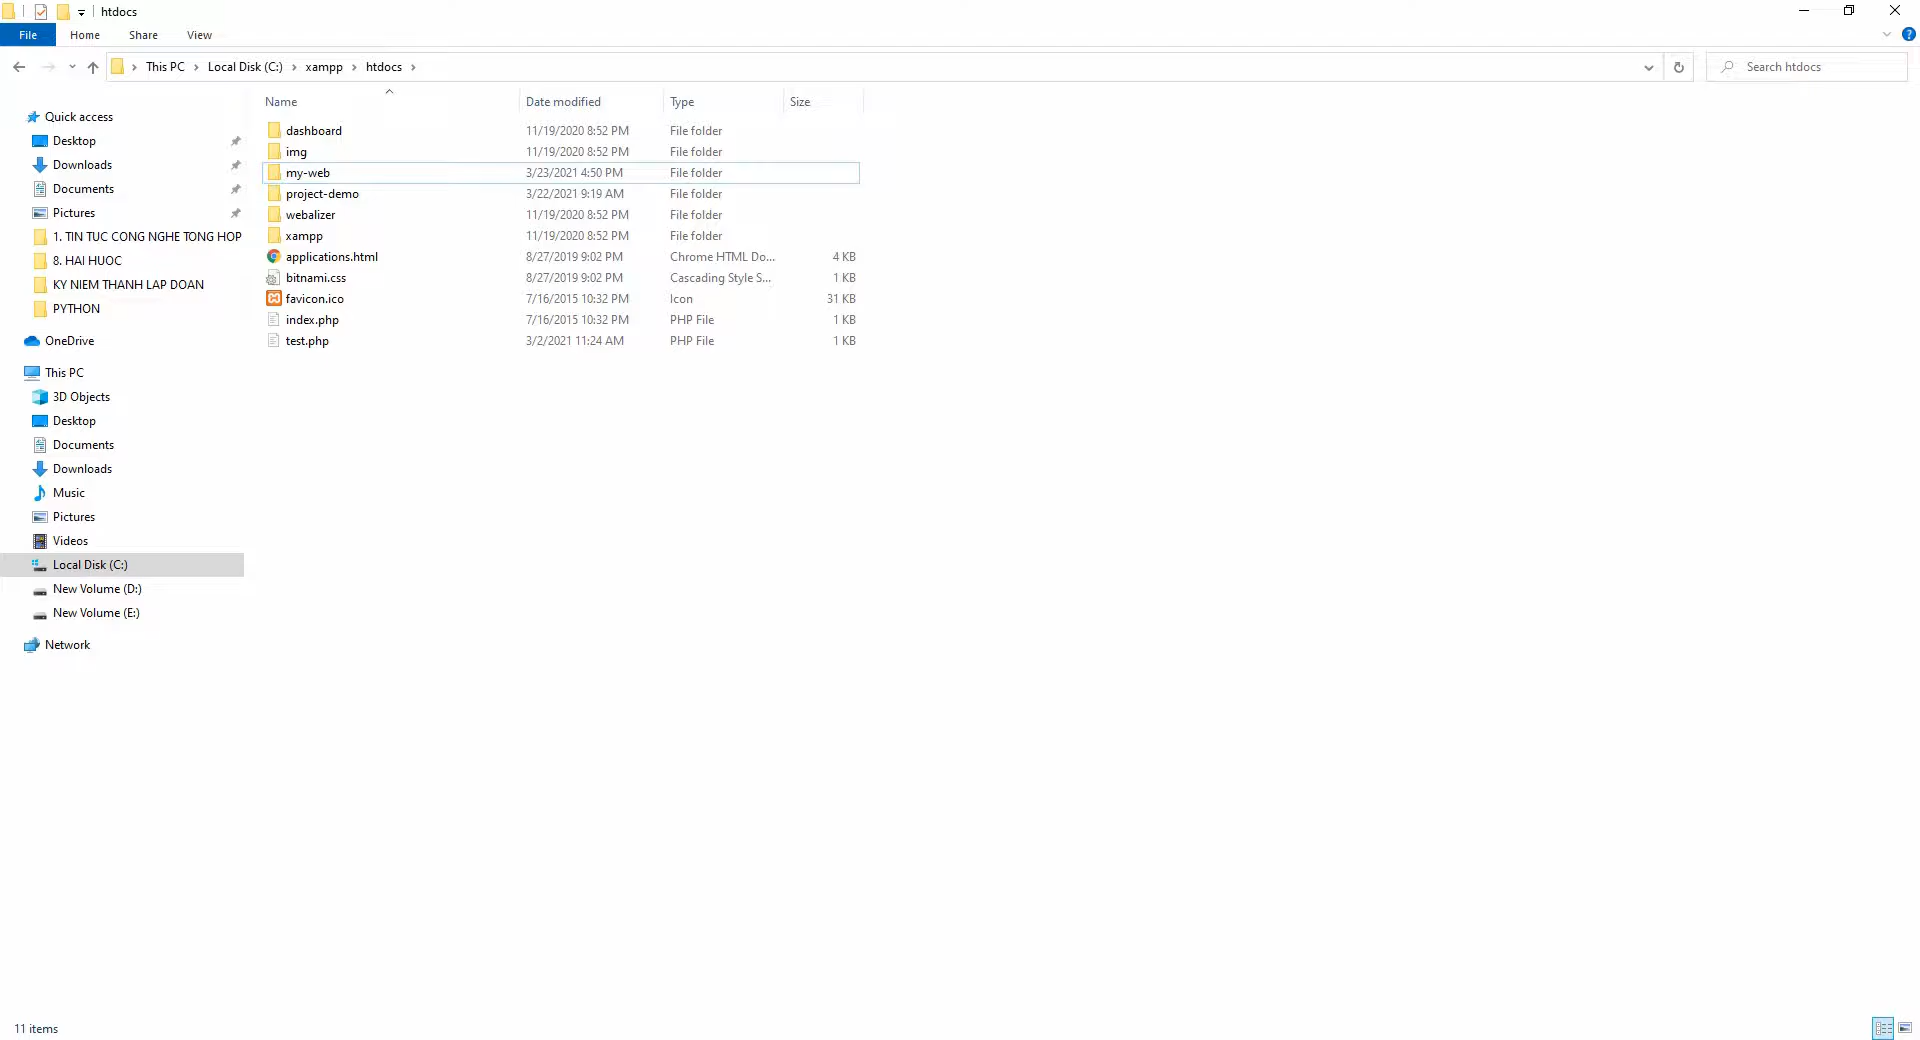 htdocs
File Home Share View
This PC Local Disk (C:) xampp htdocs
Search htdocs
Name Date modified Type Size
Quick access
Desktop
Downloads
Documents
Pictures
1. TIN TUC CONG NGHE TONG HOP
8. HAI HUOC
KY NIEM THANH LAP DOAN
PYTHON
OneDrive
This PC
3D Objects
Desktop
Documents
Downloads
Music
Pictures
Videos
Local Disk (C:)
New Volume (D:)
New Volume (E:)
Network
dashboard 11/19/2020 8:52 PM File folder
img 11/19/2020 8:52 PM File folder
my-web 3/23/2021 4:50 PM File folder
project-demo 3/22/2021 9:19 AM File folder
webalizer 11/19/2020 8:52 PM File folder
xampp 11/19/2020 8:52 PM File folder
applications.html 8/27/2019 9:02 PM Chrome HTML Do... 4 KB
bitnami.css 8/27/2019 9:02 PM Cascading Style S... 1 KB
favicon.ico 7/16/2015 10:32 PM Icon 31 KB
index.php 7/16/2015 10:32 PM PHP File 1 KB
test.php 3/2/2021 11:24 AM PHP File 1 KB
11 items